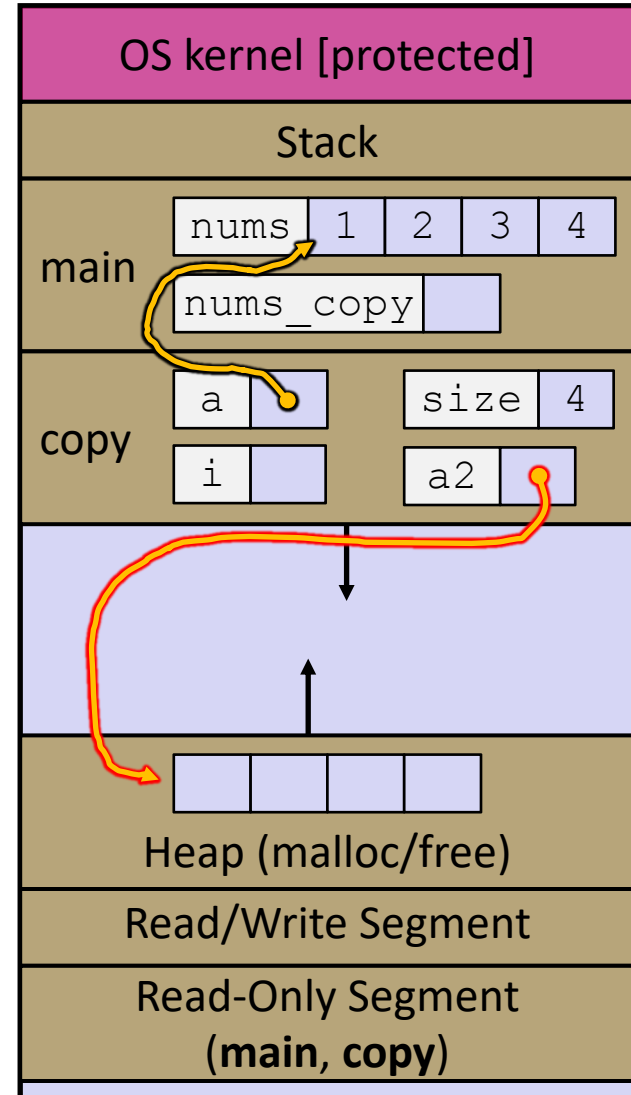 OS kernel [protected]
Stack
main
nums 1 2 3 4
nums_copy
copy
a size 4
i a2
Heap (malloc/free)
Read/Write Segment
Read-Only Segment
(main, copy)